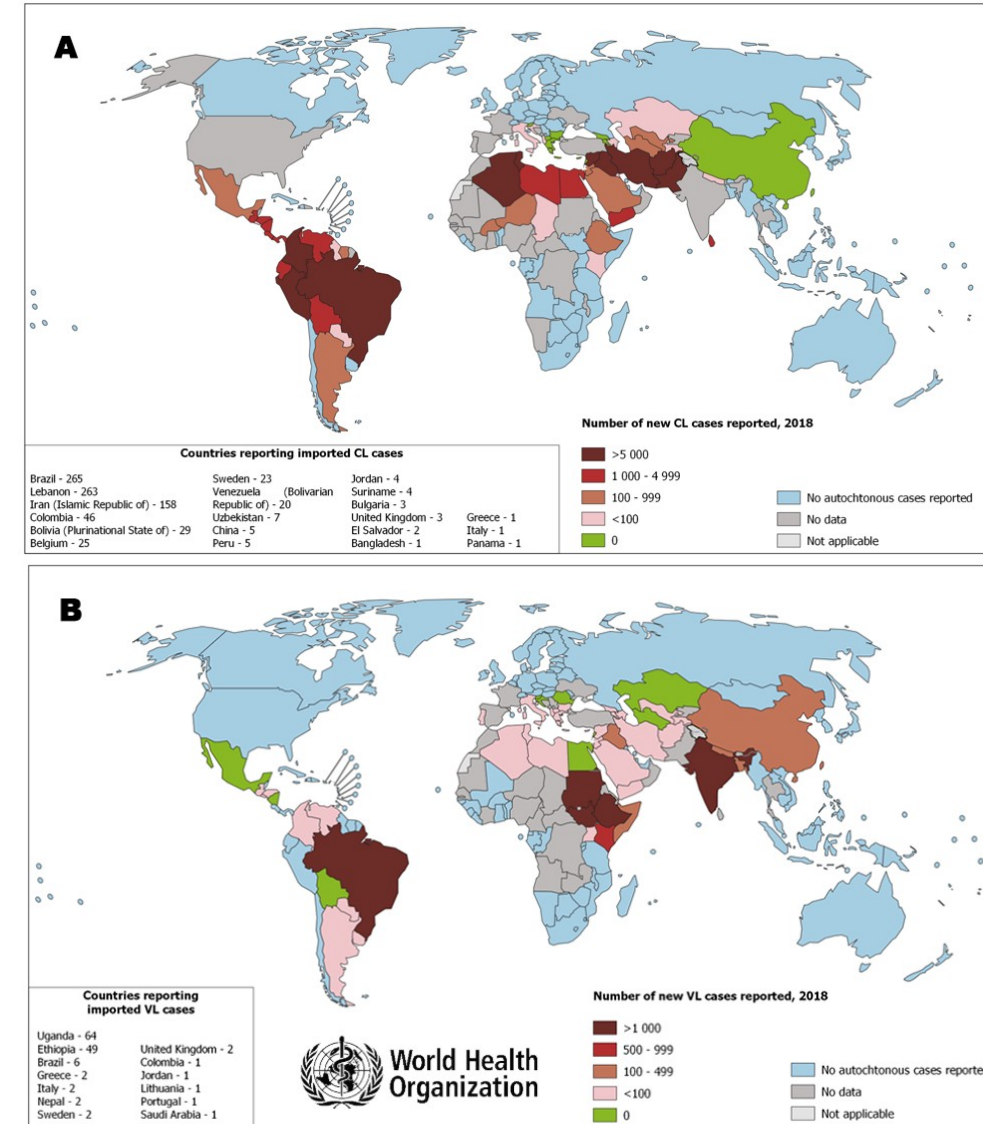 A
Number of new CL cases reported, 2018
>5 000
1 000 - 4 999
100 - 999
<100
0
No autochtonous cases reported
No data
Not applicable
Countries reporting imported CL cases
Brazil - 265
Lebanon - 263
Iran (Islamic Republic of) - 158
Colombia - 46
Bolivia (Plurinational State of) - 29
Belgium - 25
Sweden - 23
Venezuela (Bolivarian
Republic of) - 20
Uzbekistan - 7
China - 5
Peru - 5
Jordan - 4
Suriname - 4
Bulgaria - 3
United Kingdom - 3
El Salvador - 2
Bangladesh - 1
Greece - 1
Italy - 1
Panama - 1
B
Number of new VL cases reported, 2018
>1 000
500 - 999
100 - 499
<100
0
No autochtonous cases reporte
No data
Not applicable
Countries reporting
imported VL cases
Uganda - 64
Ethiopia - 49
Brazil - 6
Greece - 2
Italy - 2
Nepal - 2
Sweden - 2
United Kingdom - 2
Colombia - 1
Jordan - 1
Lithuania - 1
Portugal - 1
Saudi Arabia - 1
World Health
Organization